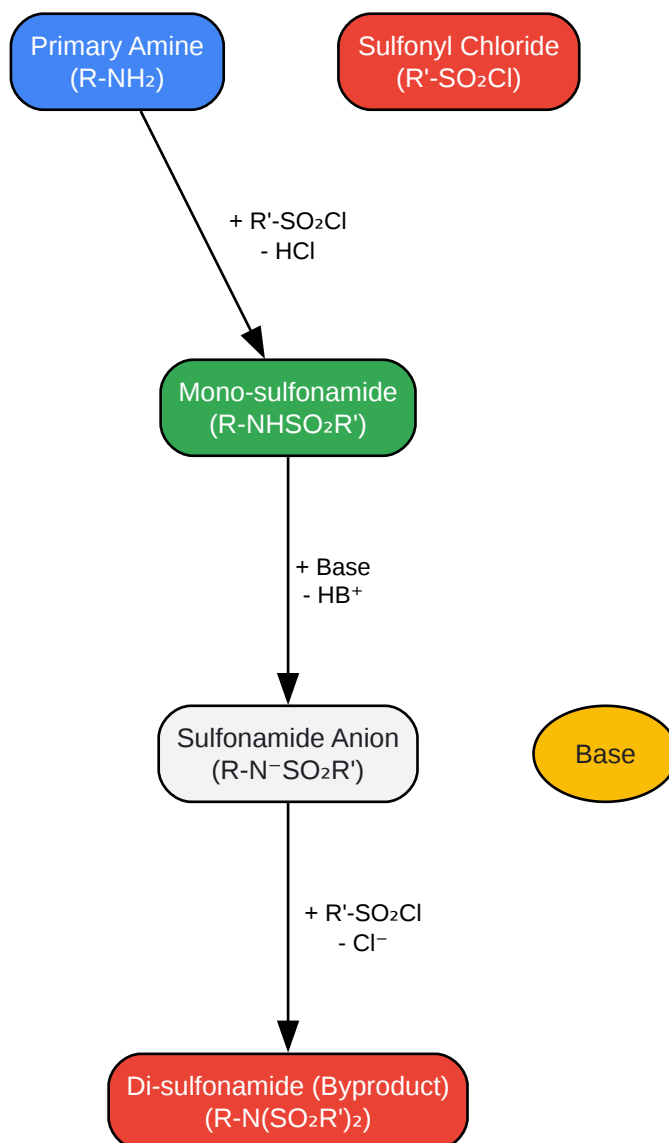 Primary Amine
(R-NH₂)
Sulfonyl Chloride
(R'-SO₂Cl)
+ R'-SO₂Cl
- HCl
Mono-sulfonamide
(R-NHSO₂R')
+ Base
- HB⁺
Sulfonamide Anion
(R-N⁻SO₂R')
Base
+ R'-SO₂Cl
- Cl⁻
Di-sulfonamide (Byproduct)
(R-N(SO₂R')₂)